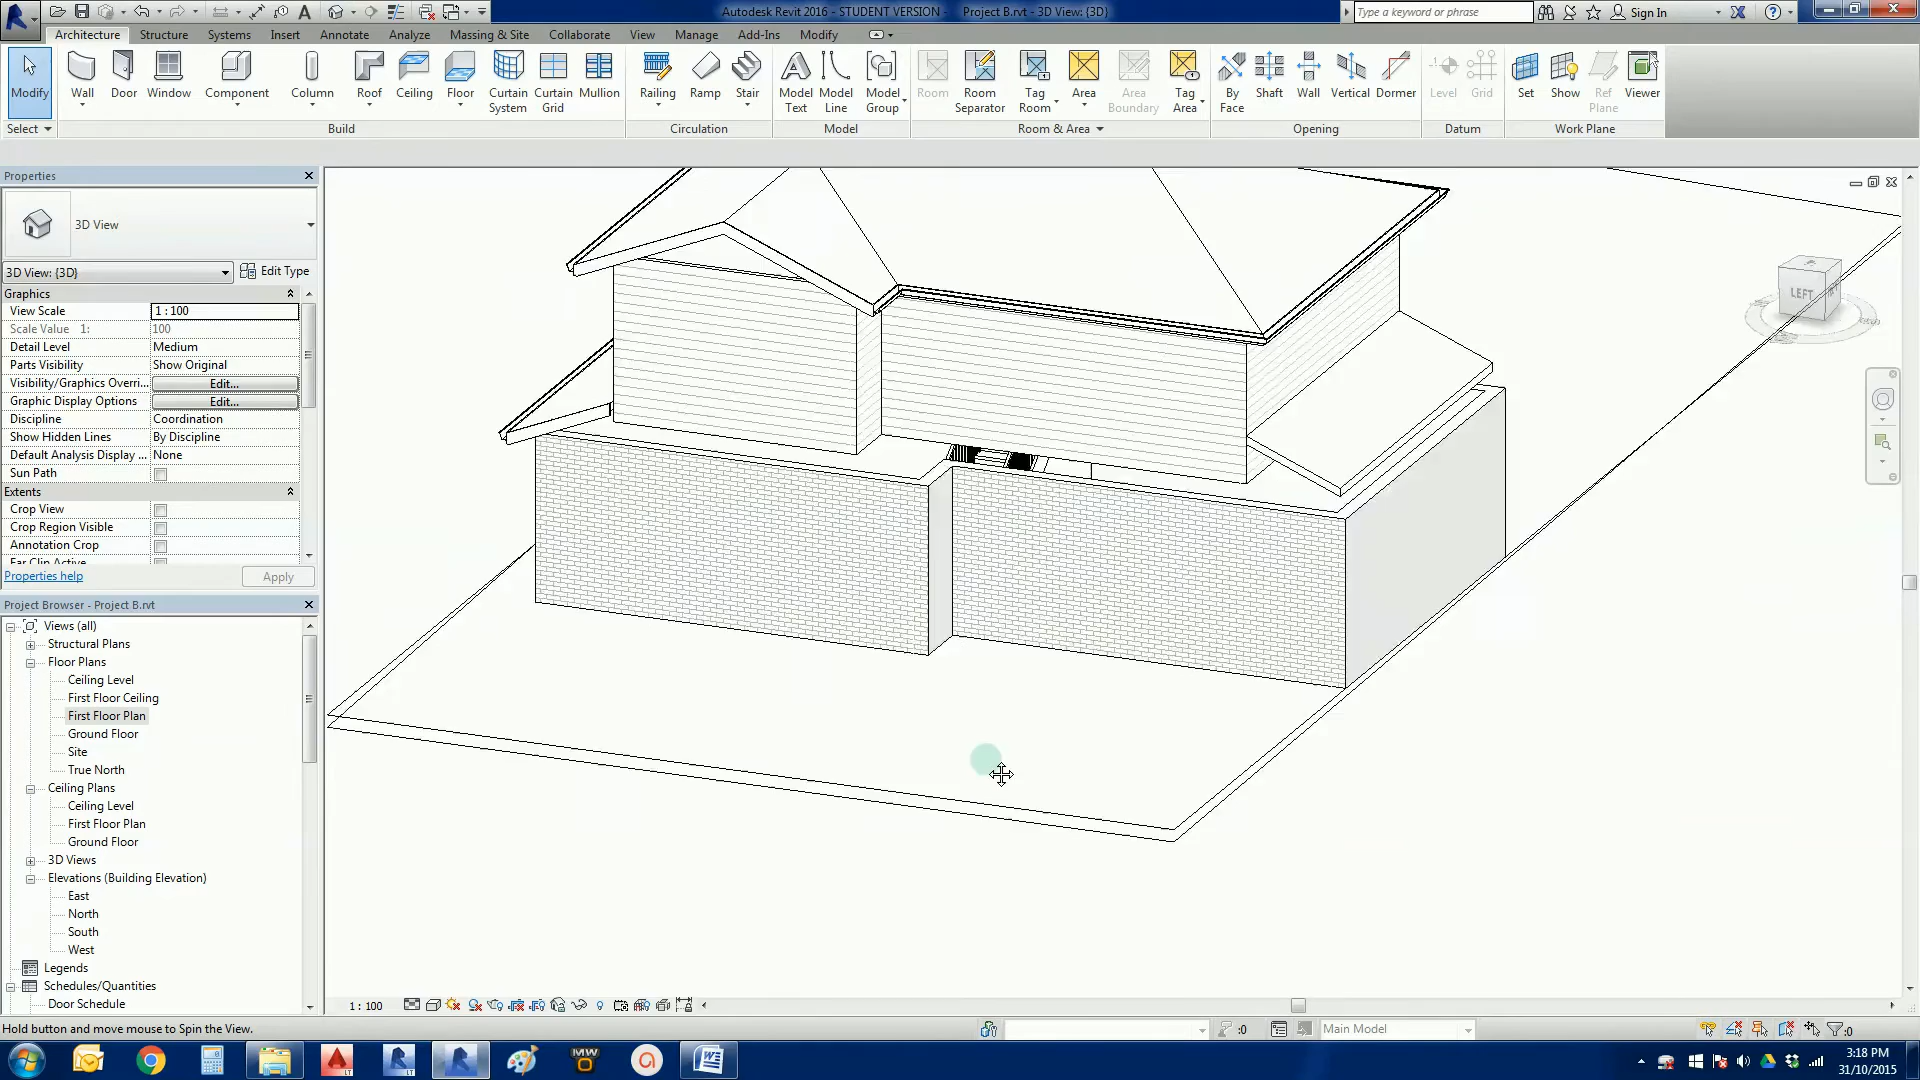 Autodesk Revit 2016 - STUDENT VERSION - Project B.rvt - 3D View: {3D}
Type a keyword or phrase
Sign In
Architecture Structure Systems Insert Annotate Analyze Massing & Site Collaborate View Manage Add-Ins Modify
Modify Wall Door Window Component Column Roof Ceiling Floor Curtain System Curtain Grid Mullion Railing Ramp Stair Model Text Model Line Model Group Room Room Separator Tag Room Area Area Boundary Tag Area By Face Shaft Wall Vertical Dormer Level Grid Set Show Ref Plane Viewer
Select Build Circulation Model Room & Area Opening Datum Work Plane
Properties
3D View
3D View: {3D} Edit Type
Graphics
View Scale 1 : 100
Scale Value 1: 100
Detail Level Medium
Parts Visibility Show Original
Visibility/Graphics Overri... Edit...
Graphic Display Options Edit...
Discipline Coordination
Show Hidden Lines By Discipline
Default Analysis Display ... None
Sun Path
Extents
Crop View
Crop Region Visible
Annotation Crop
Far Clip Active
Properties help Apply
LEFT
Project Browser - Project B.rvt
Views (all)
Structural Plans
Floor Plans
Ceiling Level
First Floor Ceiling
First Floor Plan
Ground Floor
Site
True North
Ceiling Plans
Ceiling Level
First Floor Plan
Ground Floor
3D Views
Elevations (Building Elevation)
East
North
South
West
Legends
Schedules/Quantities
Door Schedule
1 : 100
Hold button and move mouse to Spin the View.
:0
Main Model
:0
LT
LT
MW
3:18 PM
31/10/2015